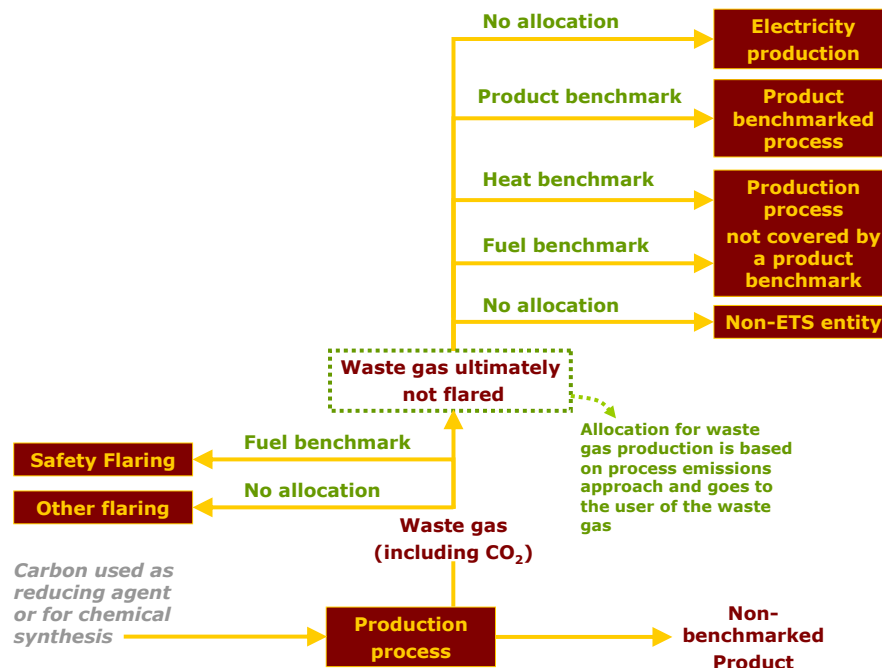 No allocation
Electricity
production
Product benchmark
Product
benchmarked
process
Heat benchmark
Production
process
not covered by
a product
benchmark
Fuel benchmark
No allocation
Non-ETS entity
Waste gas ultimately
not flared
Allocation for waste
gas production is based
on process emissions
approach and goes to
the user of the waste
gas
Fuel benchmark
Safety Flaring
No allocation
Other flaring
Waste gas
(including CO₂)
Carbon used as
reducing agent
or for chemical
synthesis
Production
process
Non-
benchmarked
Product